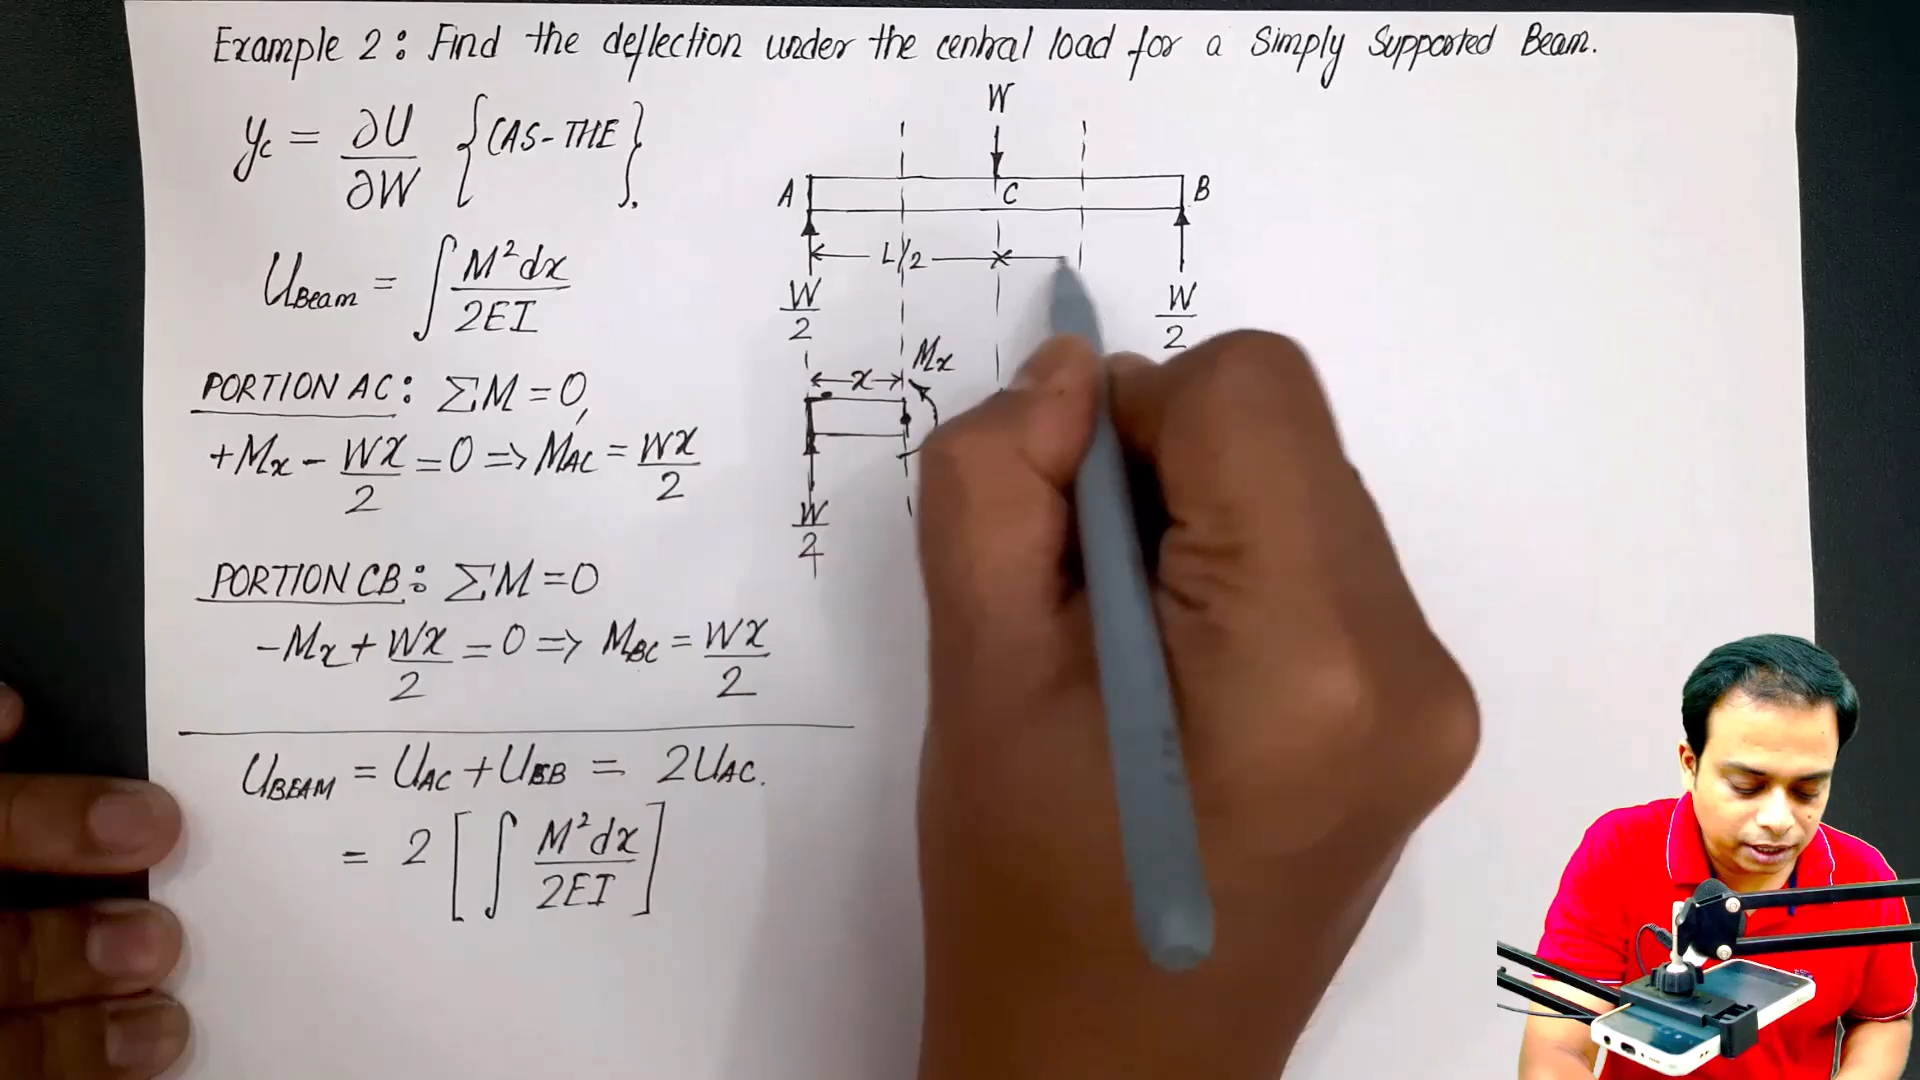 Example 2: Find the deflection under the central load for a Simply Supported Beam.
yc = ∂U/∂W {CAS-THE}.
UBeam = ∫ M²dx/2EI
PORTION AC: ΣM = 0,
+Mx - Wx/2 = 0 => MAC = Wx/2
PORTION CB: ΣM = 0
-Mx + Wx/2 = 0 => MBC = Wx/2
UBEAM = UAC + UCB = 2UAC.
= 2 [∫ M²dx/2EI]
W
A
C
B
L/2
W/2
W/2
Mx
x
W/2